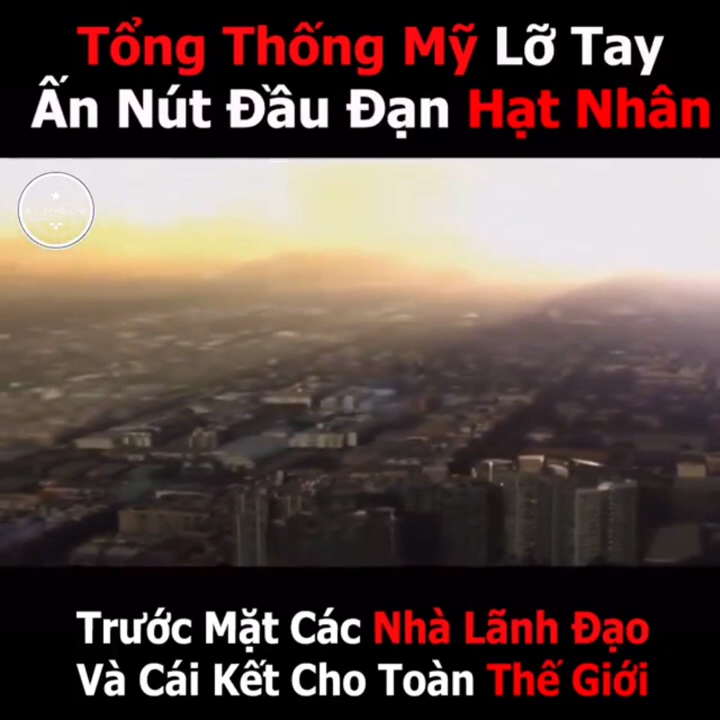 Tổng Thống Mỹ Lỡ Tay
Ấn Nút Đầu Đạn Hạt Nhân
Trước Mặt Các Nhà Lãnh Đạo
Và Cái Kết Cho Toàn Thế Giới